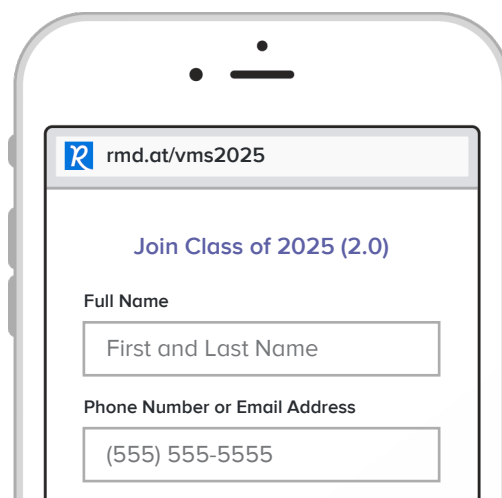 rmd.at/vms2025
Join Class of 2025 (2.0)
Full Name
First and Last Name
Phone Number or Email Address
(555) 555-5555